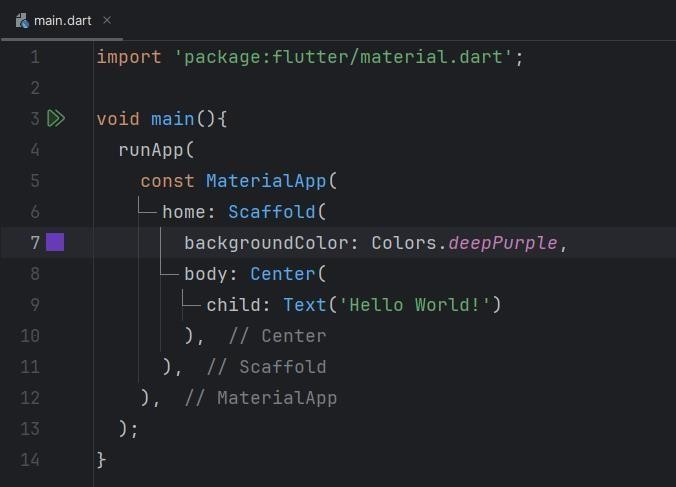 main.dart
1 import 'package:flutter/material.dart';
2
3 void main(){
4   runApp(
5     const MaterialApp(
6       home: Scaffold(
7         backgroundColor: Colors.deepPurple,
8         body: Center(
9           child: Text('Hello World!')
10         ),  // Center
11       ),  // Scaffold
12     ),  // MaterialApp
13   );
14 }